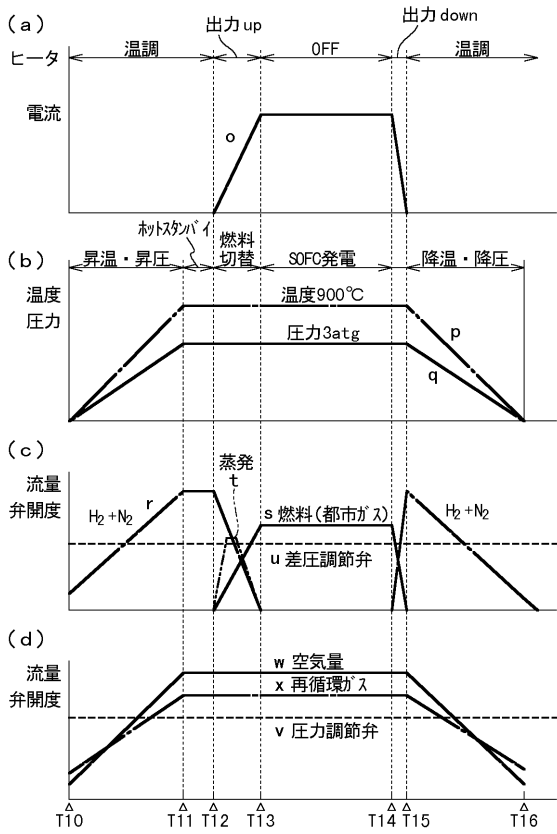 (a)
出力up
出力down
ヒータ
温調
OFF
温調
電流
o
ホットスタンバイ
(b)
昇温・昇圧
燃料
切替
SOFC発電
降温・降圧
温度
圧力
温度900℃
圧力3atg
p
q
(c)
蒸発
t
流量
弁開度
H2+N2
r
s 燃料(都市ガス)
H2+N2
u 差圧調節弁
(d)
流量
弁開度
w 空気量
x 再循環ガス
v 圧力調節弁
T10 T11 T12 T13 T14 T15 T16